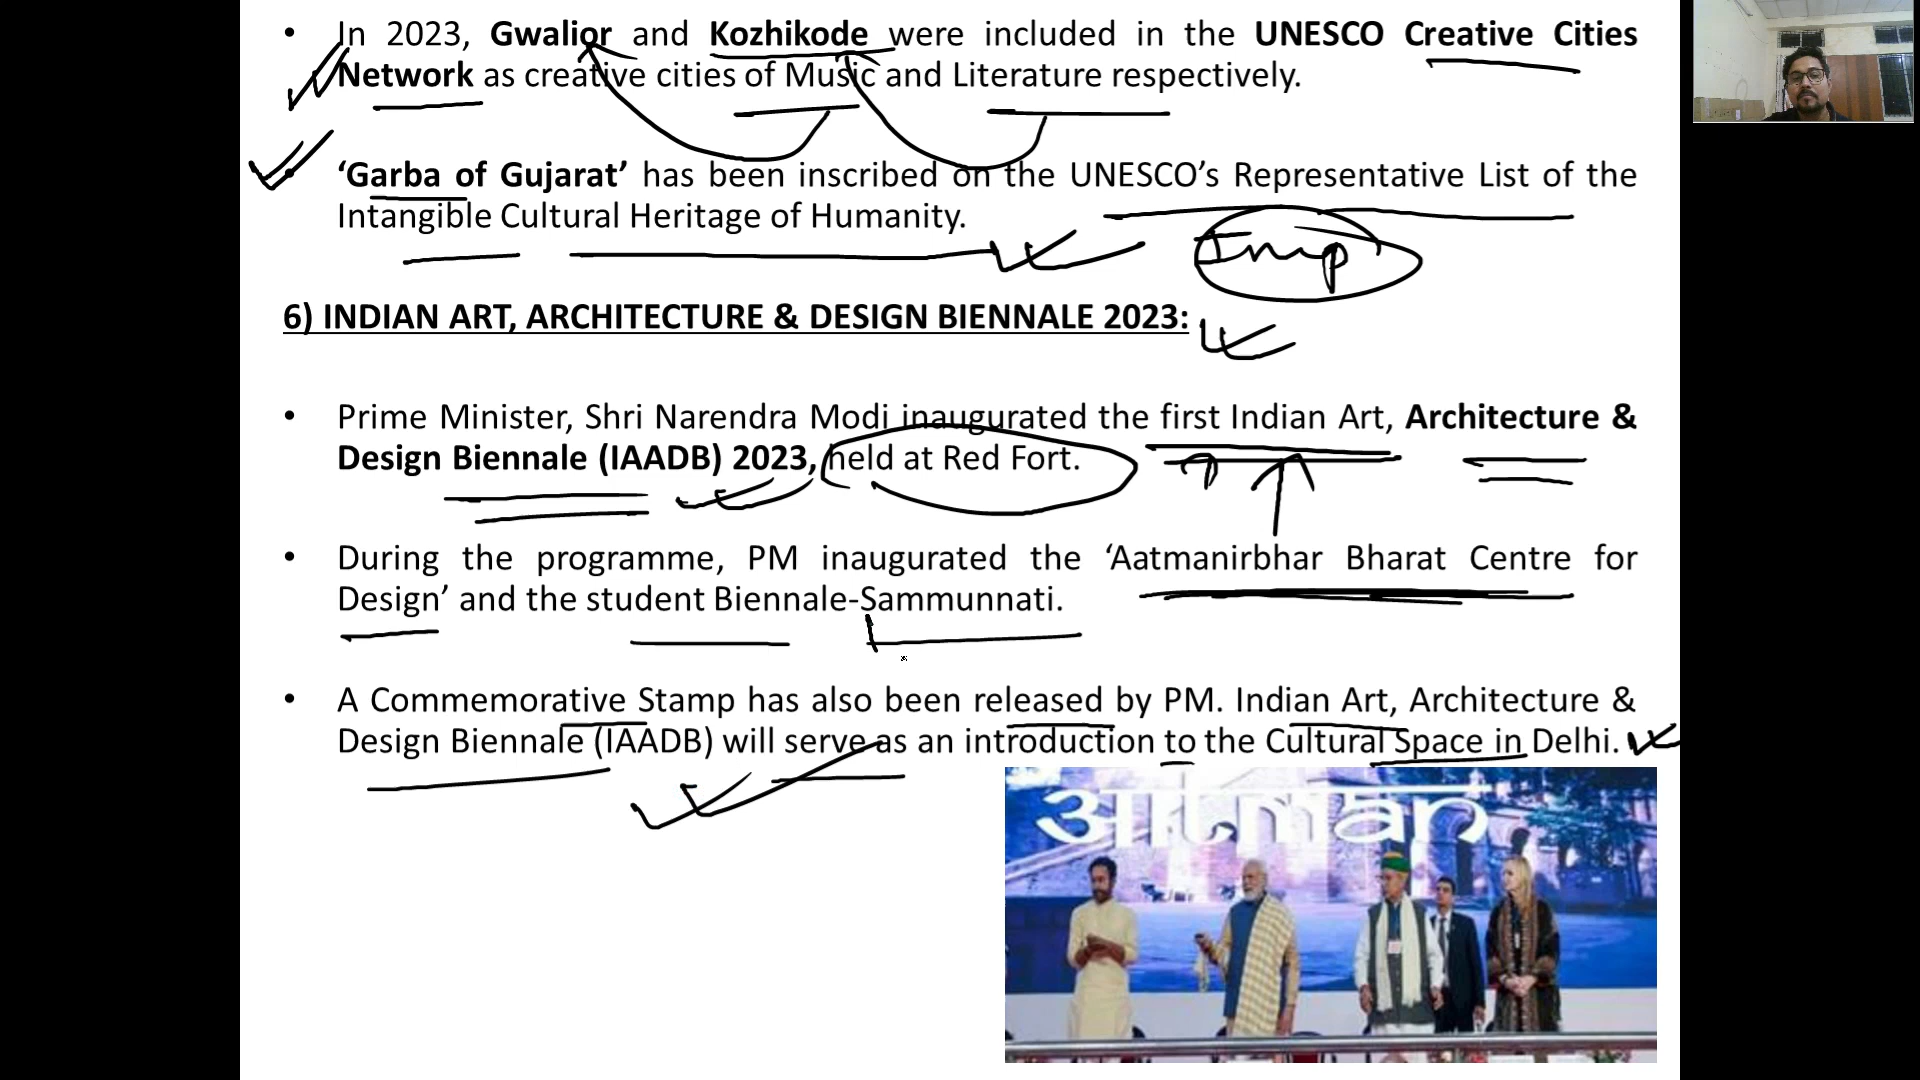 • In 2023, Gwalior and Kozhikode were included in the UNESCO Creative Cities
Network as creative cities of Music and Literature respectively.
• ‘Garba of Gujarat’ has been inscribed on the UNESCO’s Representative List of the
Intangible Cultural Heritage of Humanity.
Imp
6) INDIAN ART, ARCHITECTURE & DESIGN BIENNALE 2023:
• Prime Minister, Shri Narendra Modi inaugurated the first Indian Art, Architecture &
Design Biennale (IAADB) 2023, held at Red Fort.
• During the programme, PM inaugurated the ‘Aatmanirbhar Bharat Centre for
Design’ and the student Biennale-Sammunnati.
• A Commemorative Stamp has also been released by PM. Indian Art, Architecture &
Design Biennale (IAADB) will serve as an introduction to the Cultural Space in Delhi.
आत्मनि